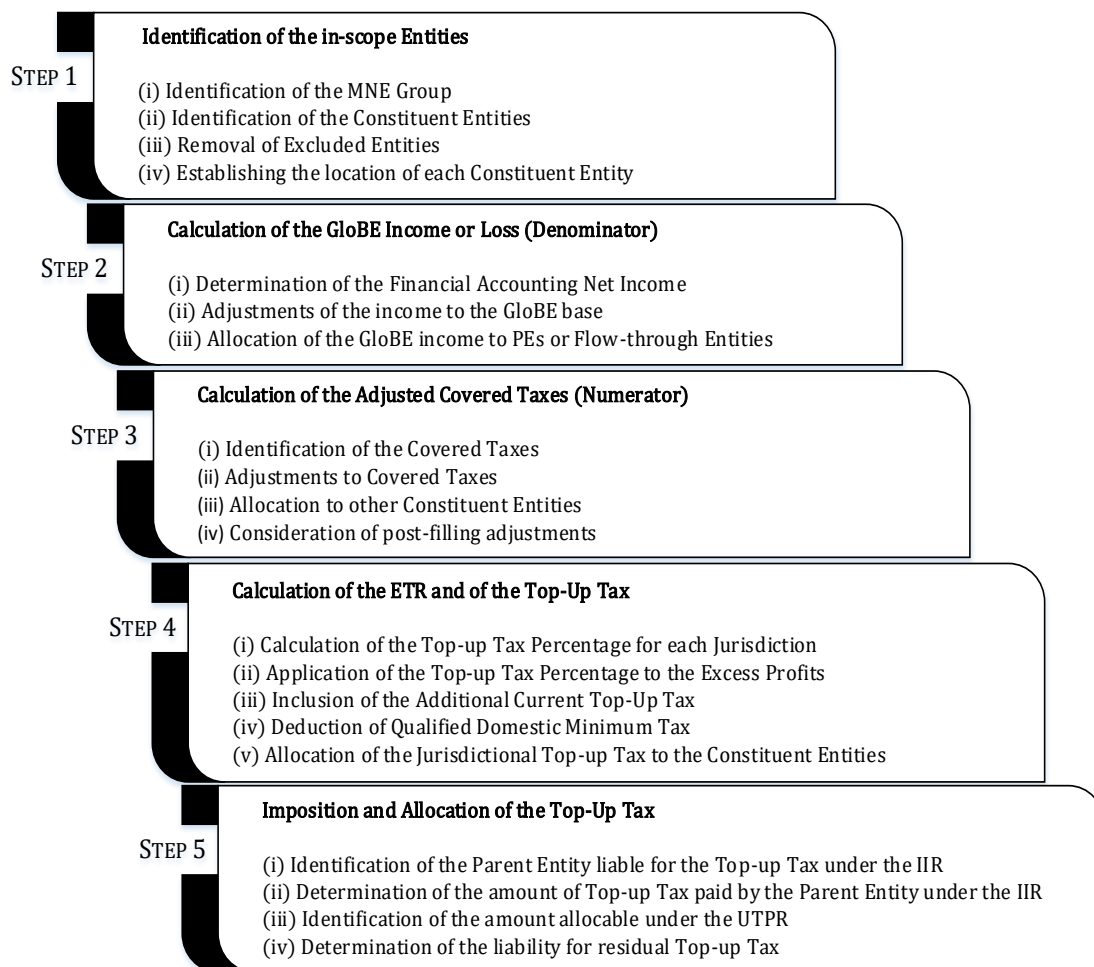 Identification of the in-scope Entities
STEP 1
(i) Identification of the MNE Group
(ii) Identification of the Constituent Entities
(iii) Removal of Excluded Entities
(iv) Establishing the location of each Constituent Entity
Calculation of the GloBE Income or Loss (Denominator)
STEP 2
(i) Determination of the Financial Accounting Net Income
(ii) Adjustments of the income to the GloBE base
(iii) Allocation of the GloBE income to PEs or Flow-through Entities
Calculation of the Adjusted Covered Taxes (Numerator)
STEP 3
(i) Identification of the Covered Taxes
(ii) Adjustments to Covered Taxes
(iii) Allocation to other Constituent Entities
(iv) Consideration of post-filling adjustments
Calculation of the ETR and of the Top-Up Tax
STEP 4
(i) Calculation of the Top-up Tax Percentage for each Jurisdiction
(ii) Application of the Top-up Tax Percentage to the Excess Profits
(iii) Inclusion of the Additional Current Top-Up Tax
(iv) Deduction of Qualified Domestic Minimum Tax
(v) Allocation of the Jurisdictional Top-up Tax to the Constituent Entities
Imposition and Allocation of the Top-Up Tax
STEP 5
(i) Identification of the Parent Entity liable for the Top-up Tax under the IIR
(ii) Determination of the amount of Top-up Tax paid by the Parent Entity under the IIR
(iii) Identification of the amount allocable under the UTPR
(iv) Determination of the liability for residual Top-up Tax